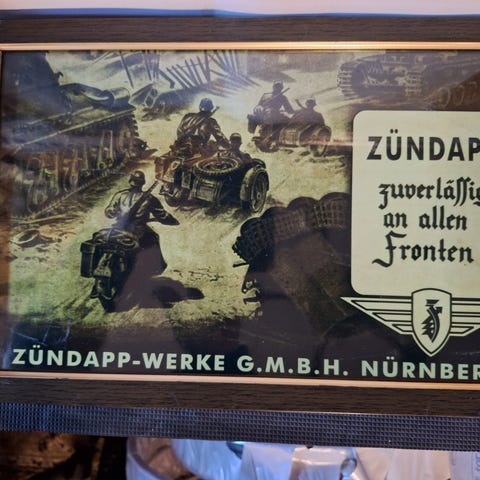 ZÜNDAP
zuverlässig
an allen
Fronten
ZÜNDAPP-WERKE G.M.B.H. NÜRNBER